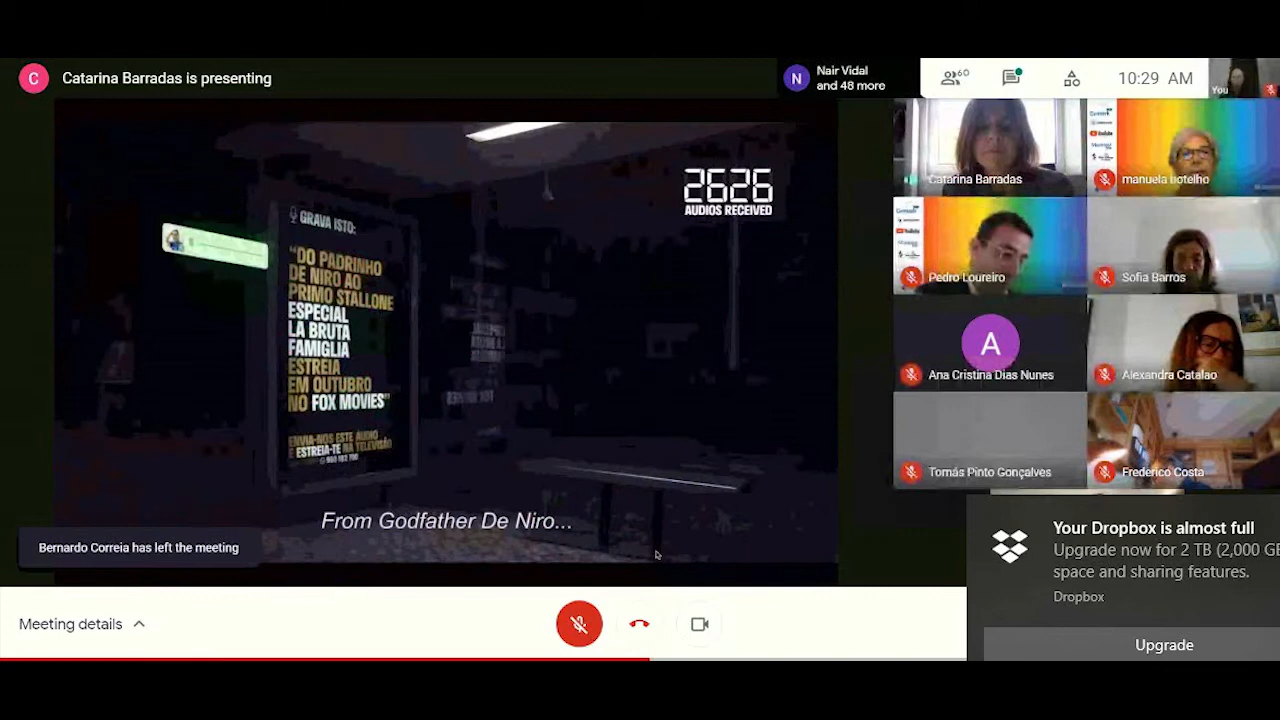 C
Catarina Barradas is presenting
N
Nair Vidal
and 48 more
60
10:29 AM
You
2626
AUDIOS RECEIVED
GRAVA ISTO:
"DO PADRINHO
DE NIRO AO
PRIMO STALLONE
ESPECIAL
LA BRUTA
FAMIGLIA
ESTREIA
EM OUTUBRO
NO FOX MOVIES"
ENVIA-NOS ESTE ÁUDIO
E ESTREIA-TE NA TELEVISÃO
From Godfather De Niro...
Catarina Barradas
manuela botelho
Pedro Loureiro
Sofia Barros
A
Ana Cristina Dias Nunes
Alexandra Catalao
Tomás Pinto Gonçalves
Frederico Costa
Bernardo Correia has left the meeting
Your Dropbox is almost full
Upgrade now for 2 TB (2,000 GB
space and sharing features.
Dropbox
Upgrade
Meeting details